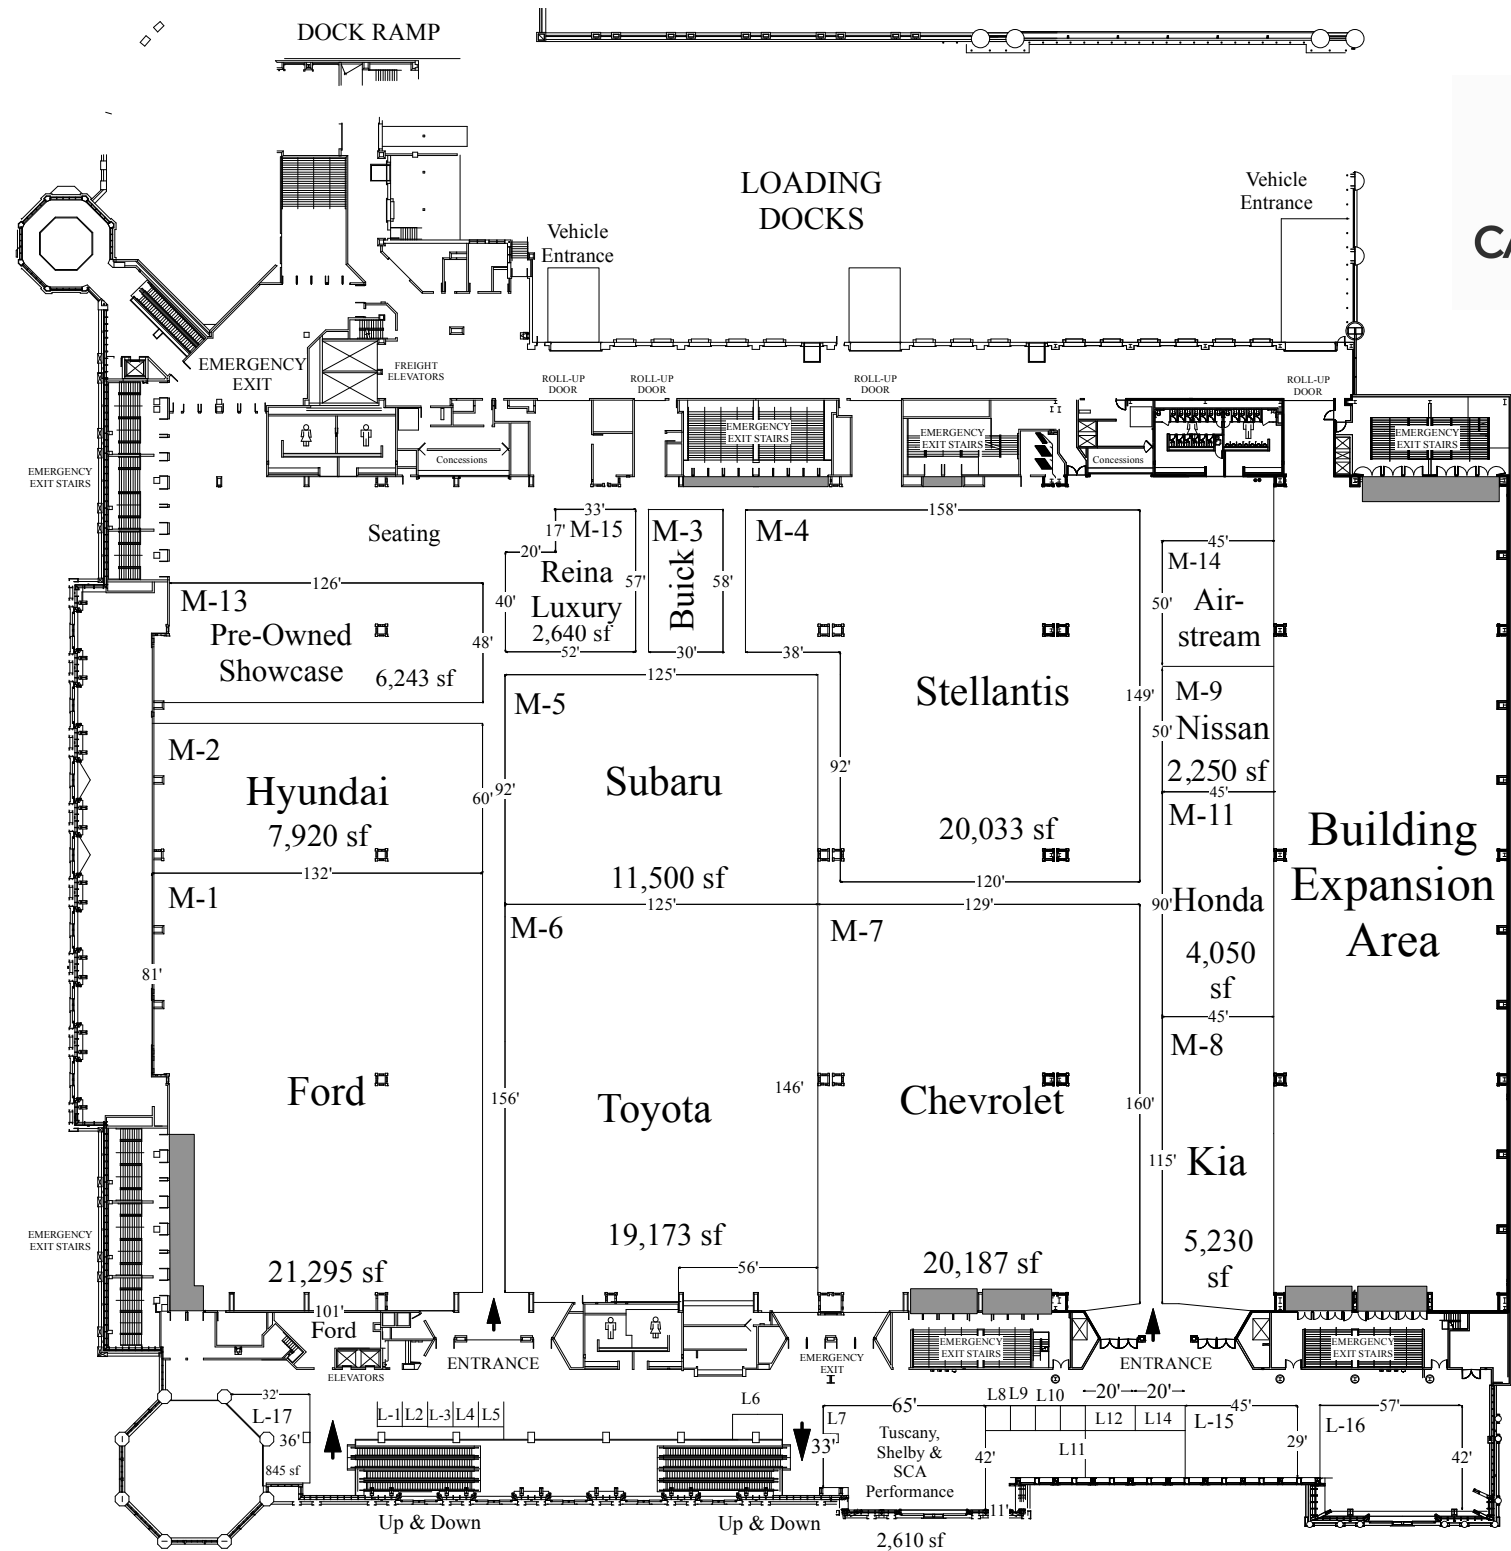 DOCK RAMP
LOADING
DOCKS
Vehicle
Entrance
Vehicle
Entrance
CA
EMERGENCY
EXIT
FREIGHT
ELEVATORS
ROLL-UP
DOOR
ROLL-UP
DOOR
ROLL-UP
DOOR
ROLL-UP
DOOR
EMERGENCY
EXIT STAIRS
EMERGENCY
EXIT STAIRS
EMERGENCY
EXIT STAIRS
EMERGENCY
EXIT STAIRS
Concessions
Concessions
Seating
33'
17' M-15
20'
Reina
Luxury
2,640 sf
40'
57'
52'
M-3
Buick
58'
30'
158'
M-4
38'
Stellantis
149'
92'
20,033 sf
120'
45'
M-14
50'
Air-
stream
M-9
50'
Nissan
2,250 sf
45'
M-11
90'
Honda
4,050
sf
45'
M-8
115'
Kia
5,230
sf
Building
Expansion
Area
126'
M-13
Pre-Owned
Showcase
48'
6,243 sf
M-2
Hyundai
7,920 sf
60'
132'
M-1
81'
Ford
21,295 sf
101'
Ford
125'
M-5
92'
Subaru
11,500 sf
125'
M-6
156'
Toyota
146'
19,173 sf
56'
129'
M-7
Chevrolet
160'
20,187 sf
EMERGENCY
EXIT STAIRS
ELEVATORS
ENTRANCE
EMERGENCY
EXIT
EMERGENCY
EXIT STAIRS
ENTRANCE
EMERGENCY
EXIT STAIRS
32'
L-17
36'
845 sf
L-1
L2
L-3
L4
L5
L6
L7
33'
65'
Tuscany,
Shelby &
SCA
Performance
42'
11'
2,610 sf
L8
L9
L10
L11
20'
20'
L12
L14
45'
L-15
29'
57'
L-16
42'
Up & Down
Up & Down